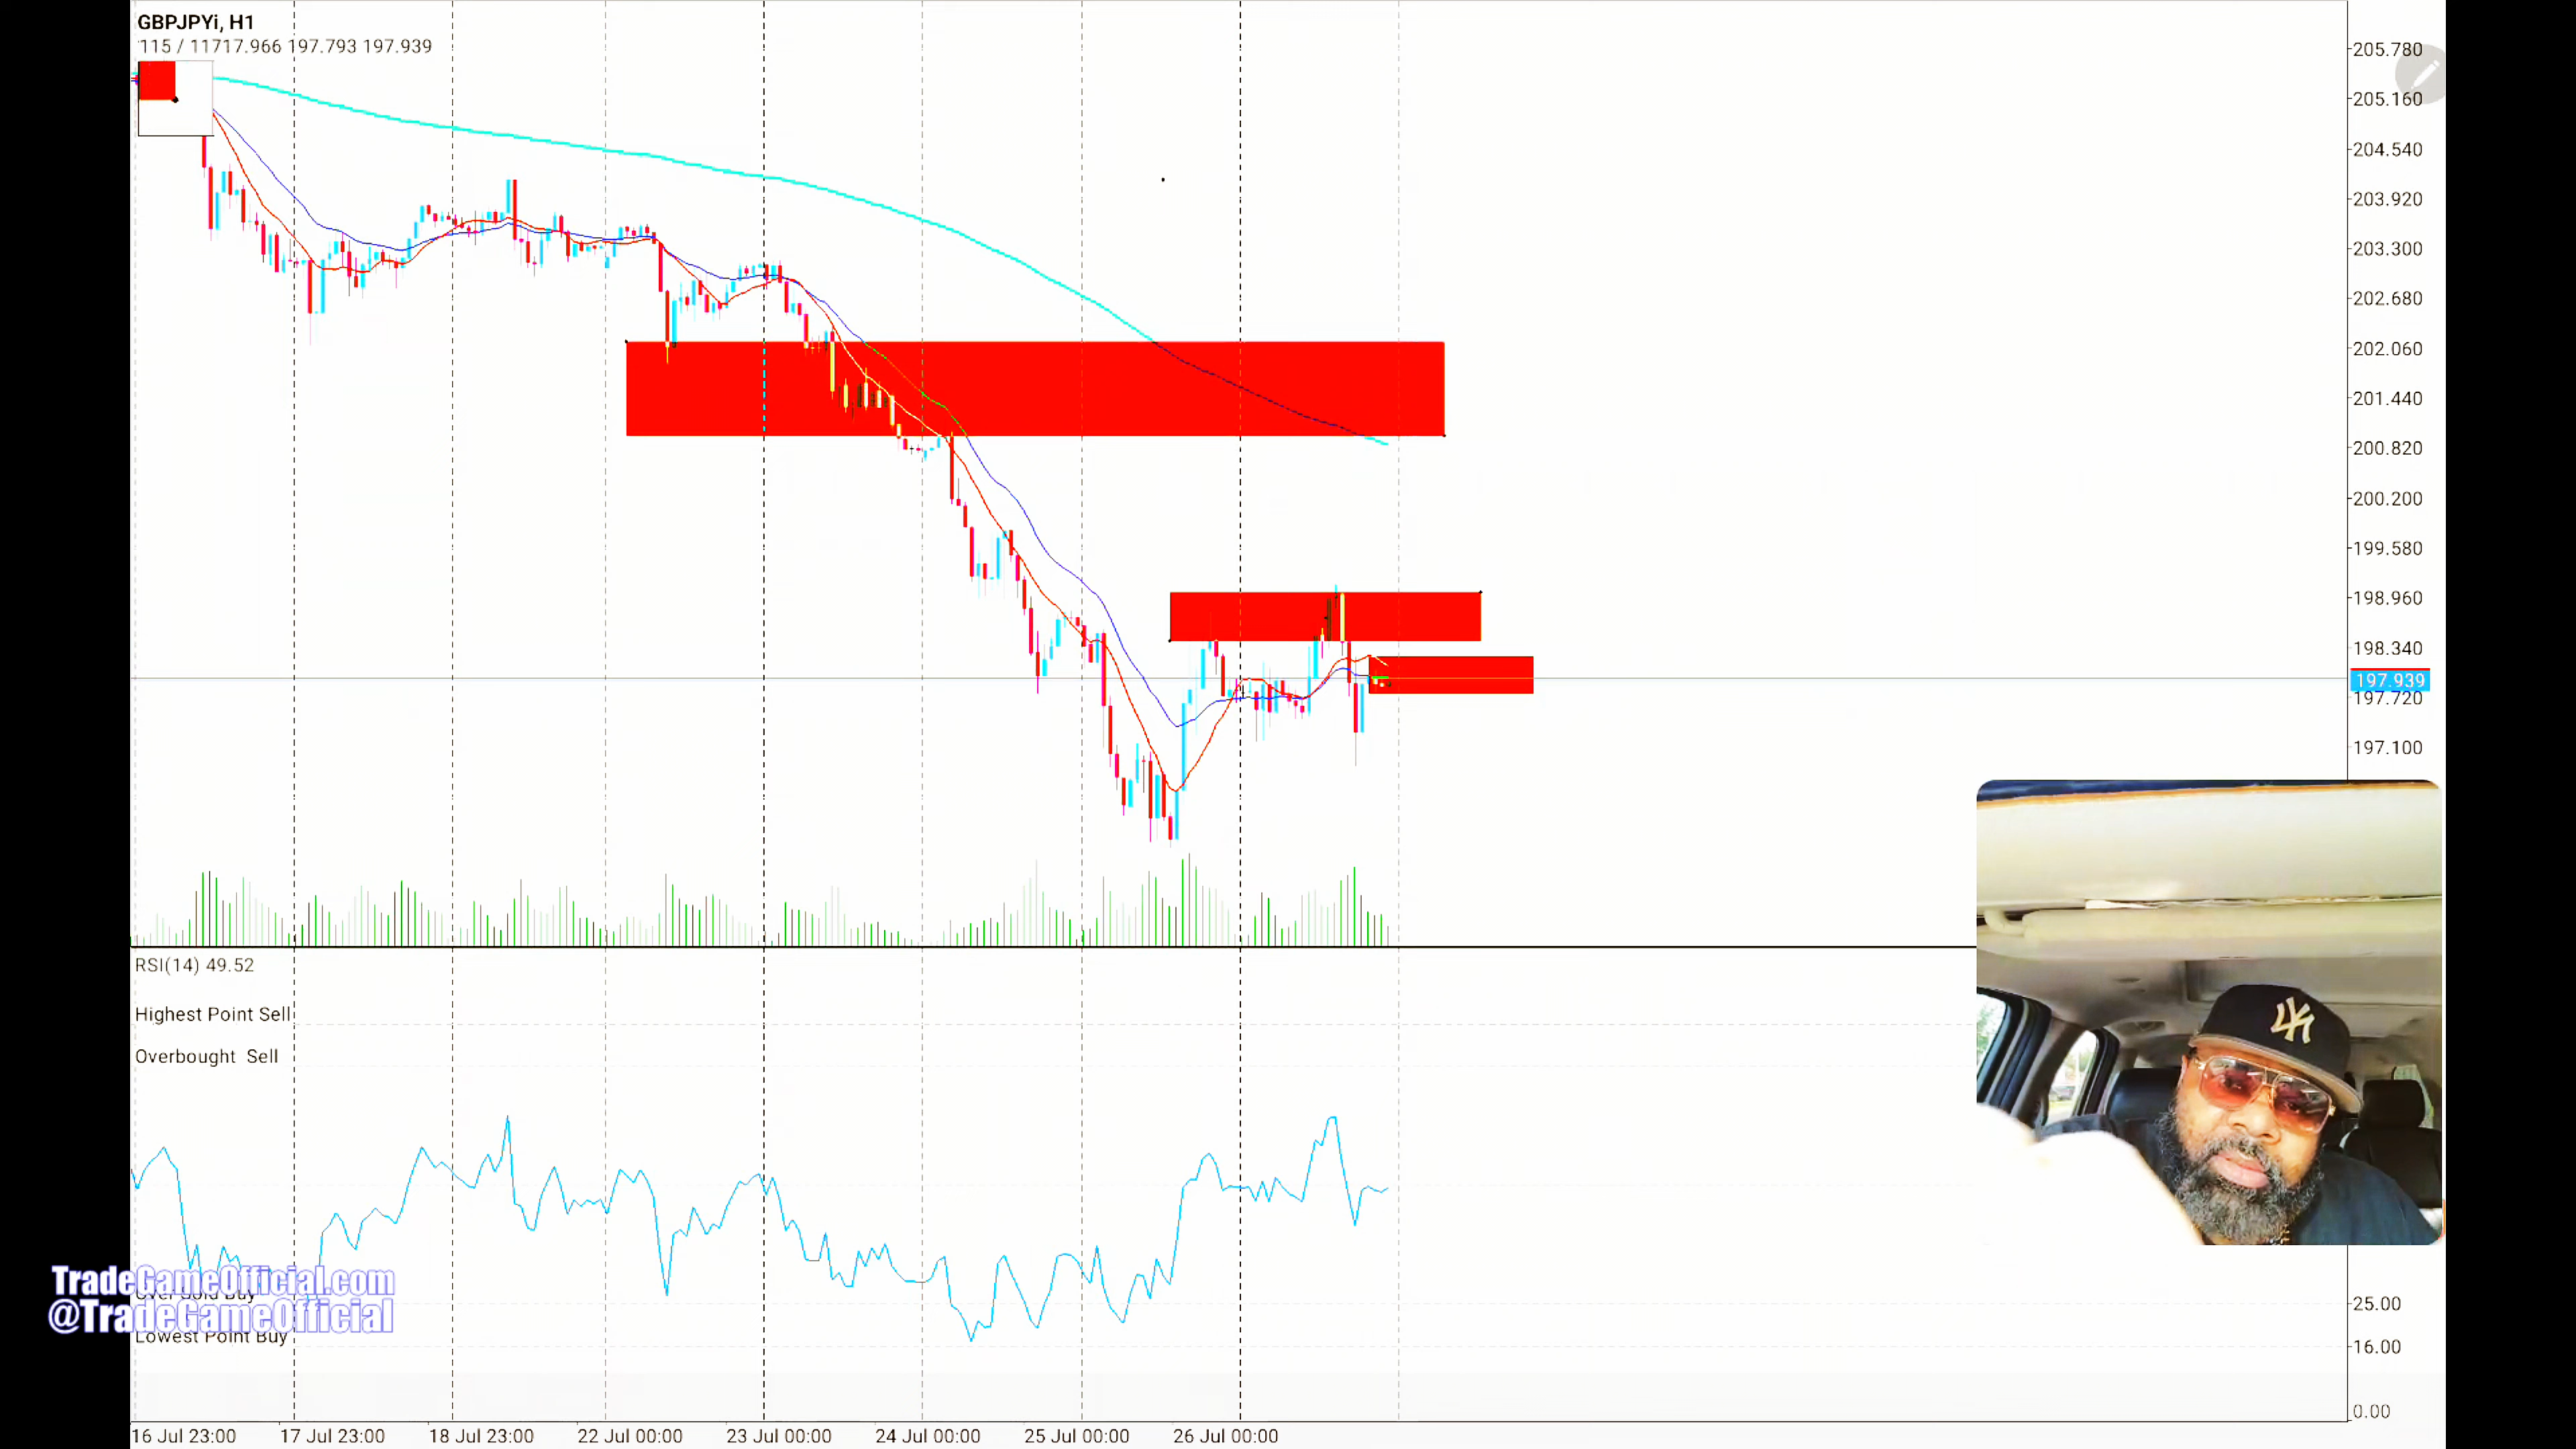 GBPJPYi, H1
115 / 11717.966 197.793 197.939
205.780
205.160
204.540
203.920
203.300
202.680
202.060
201.440
200.820
200.200
199.580
198.960
198.340
197.939
197.720
197.100
RSI(14) 49.52
Highest Point Sell
Overbought Sell
TradeGameOfficial.com
@TradeGameOfficial
Lowest Point Buy
25.00
16.00
0.00
16 Jul 23:00
17 Jul 23:00
18 Jul 23:00
22 Jul 00:00
23 Jul 00:00
24 Jul 00:00
25 Jul 00:00
26 Jul 00:00
NY